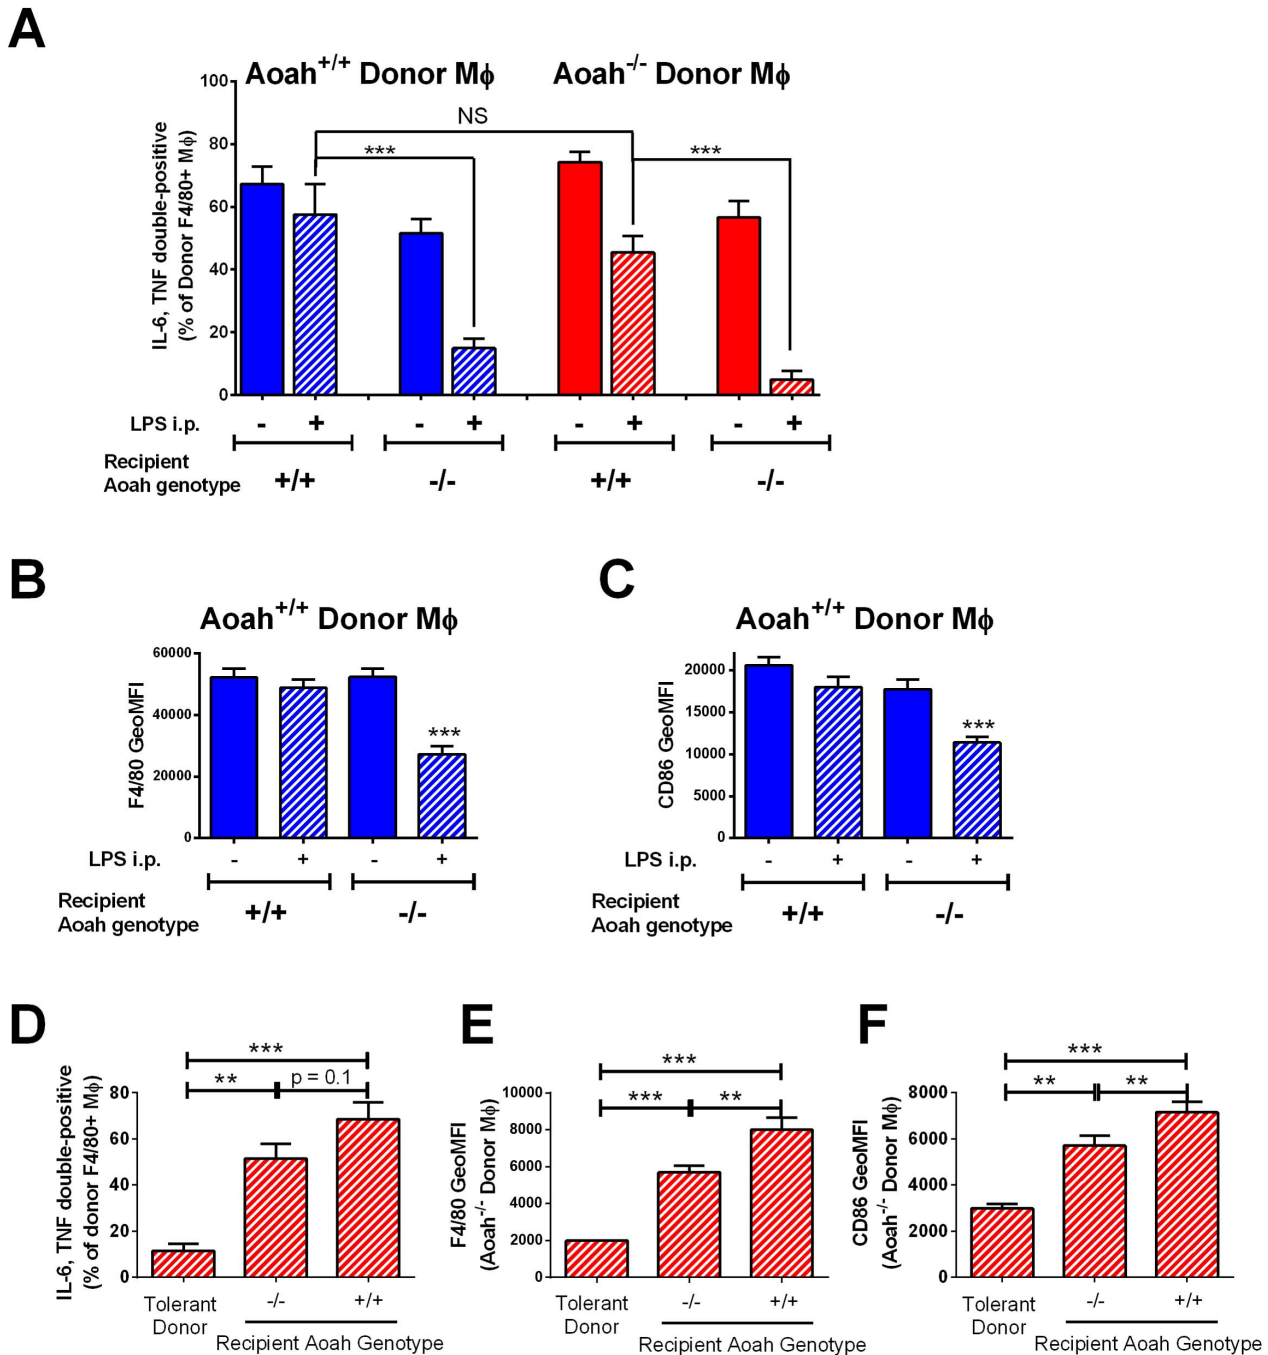 A
Aoah+/+ Donor Mϕ
Aoah-/- Donor Mϕ
IL-6, TNF double-positive
(% of Donor F4/80+ Mϕ)
100
80
60
40
20
0
NS
***
***
LPS i.p.
- + - + - + - +
Recipient
Aoah genotype
+/+ -/- +/+ -/-
B
Aoah+/+ Donor Mϕ
F4/80 GeoMFI
60000
40000
20000
0
***
LPS i.p.
- + - +
Recipient
Aoah genotype
+/+ -/-
C
Aoah+/+ Donor Mϕ
CD86 GeoMFI
20000
15000
10000
5000
0
***
LPS i.p.
- + - +
Recipient
Aoah genotype
+/+ -/-
D
IL-6, TNF double-positive
(% of donor F4/80+ Mϕ)
80
60
40
20
0
***
** p = 0.1
Tolerant
Donor
-/- +/+
Recipient Aoah Genotype
E
F4/80 GeoMFI
(Aoah-/- Donor Mϕ)
10000
8000
6000
4000
2000
0
***
*** **
Tolerant
Donor
-/- +/+
Recipient Aoah Genotype
F
CD86 GeoMFI
(Aoah-/- Donor Mϕ)
8000
6000
4000
2000
0
***
** **
Tolerant
Donor
-/- +/+
Recipient Aoah Genotype